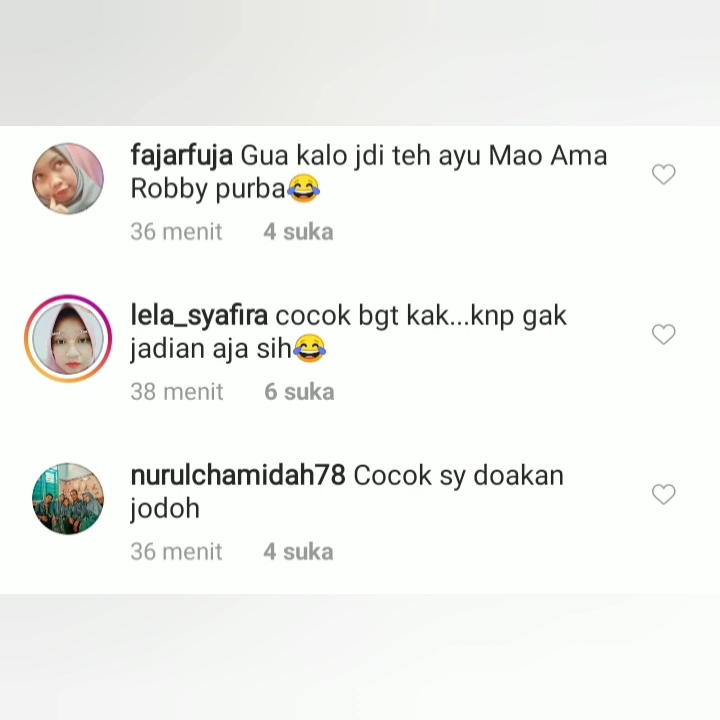 fajarfuja Gua kalo jdi teh ayu Mao Ama
Robby purba😂
36 menit 4 suka
lela_syafira cocok bgt kak...knp gak
jadian aja sih😂
38 menit 6 suka
nurulchamidah78 Cocok sy doakan
jodoh
36 menit 4 suka